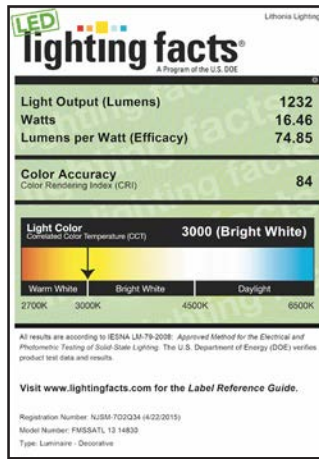 LED
Lithonia Lighting
lighting facts®
A Program of the U.S. DOE
Light Output (Lumens) 1232
Watts 16.46
Lumens per Watt (Efficacy) 74.85
Color Accuracy 84
Color Rendering Index (CRI)
Light Color 3000 (Bright White)
Correlated Color Temperature (CCT)
Warm White Bright White Daylight
2700K 3000K 4500K 6500K
All results are according to IESNA LM-79-2008: Approved Method for the Electrical and
Photometric Testing of Solid-State Lighting. The U.S. Department of Energy (DOE) verifies
product test data and results.
Visit www.lightingfacts.com for the Label Reference Guide.
Registration Number: NJSM-7O2Q34 (4/22/2015)
Model Number: FMSSATL 13 14830
Type: Luminaire - Decorative